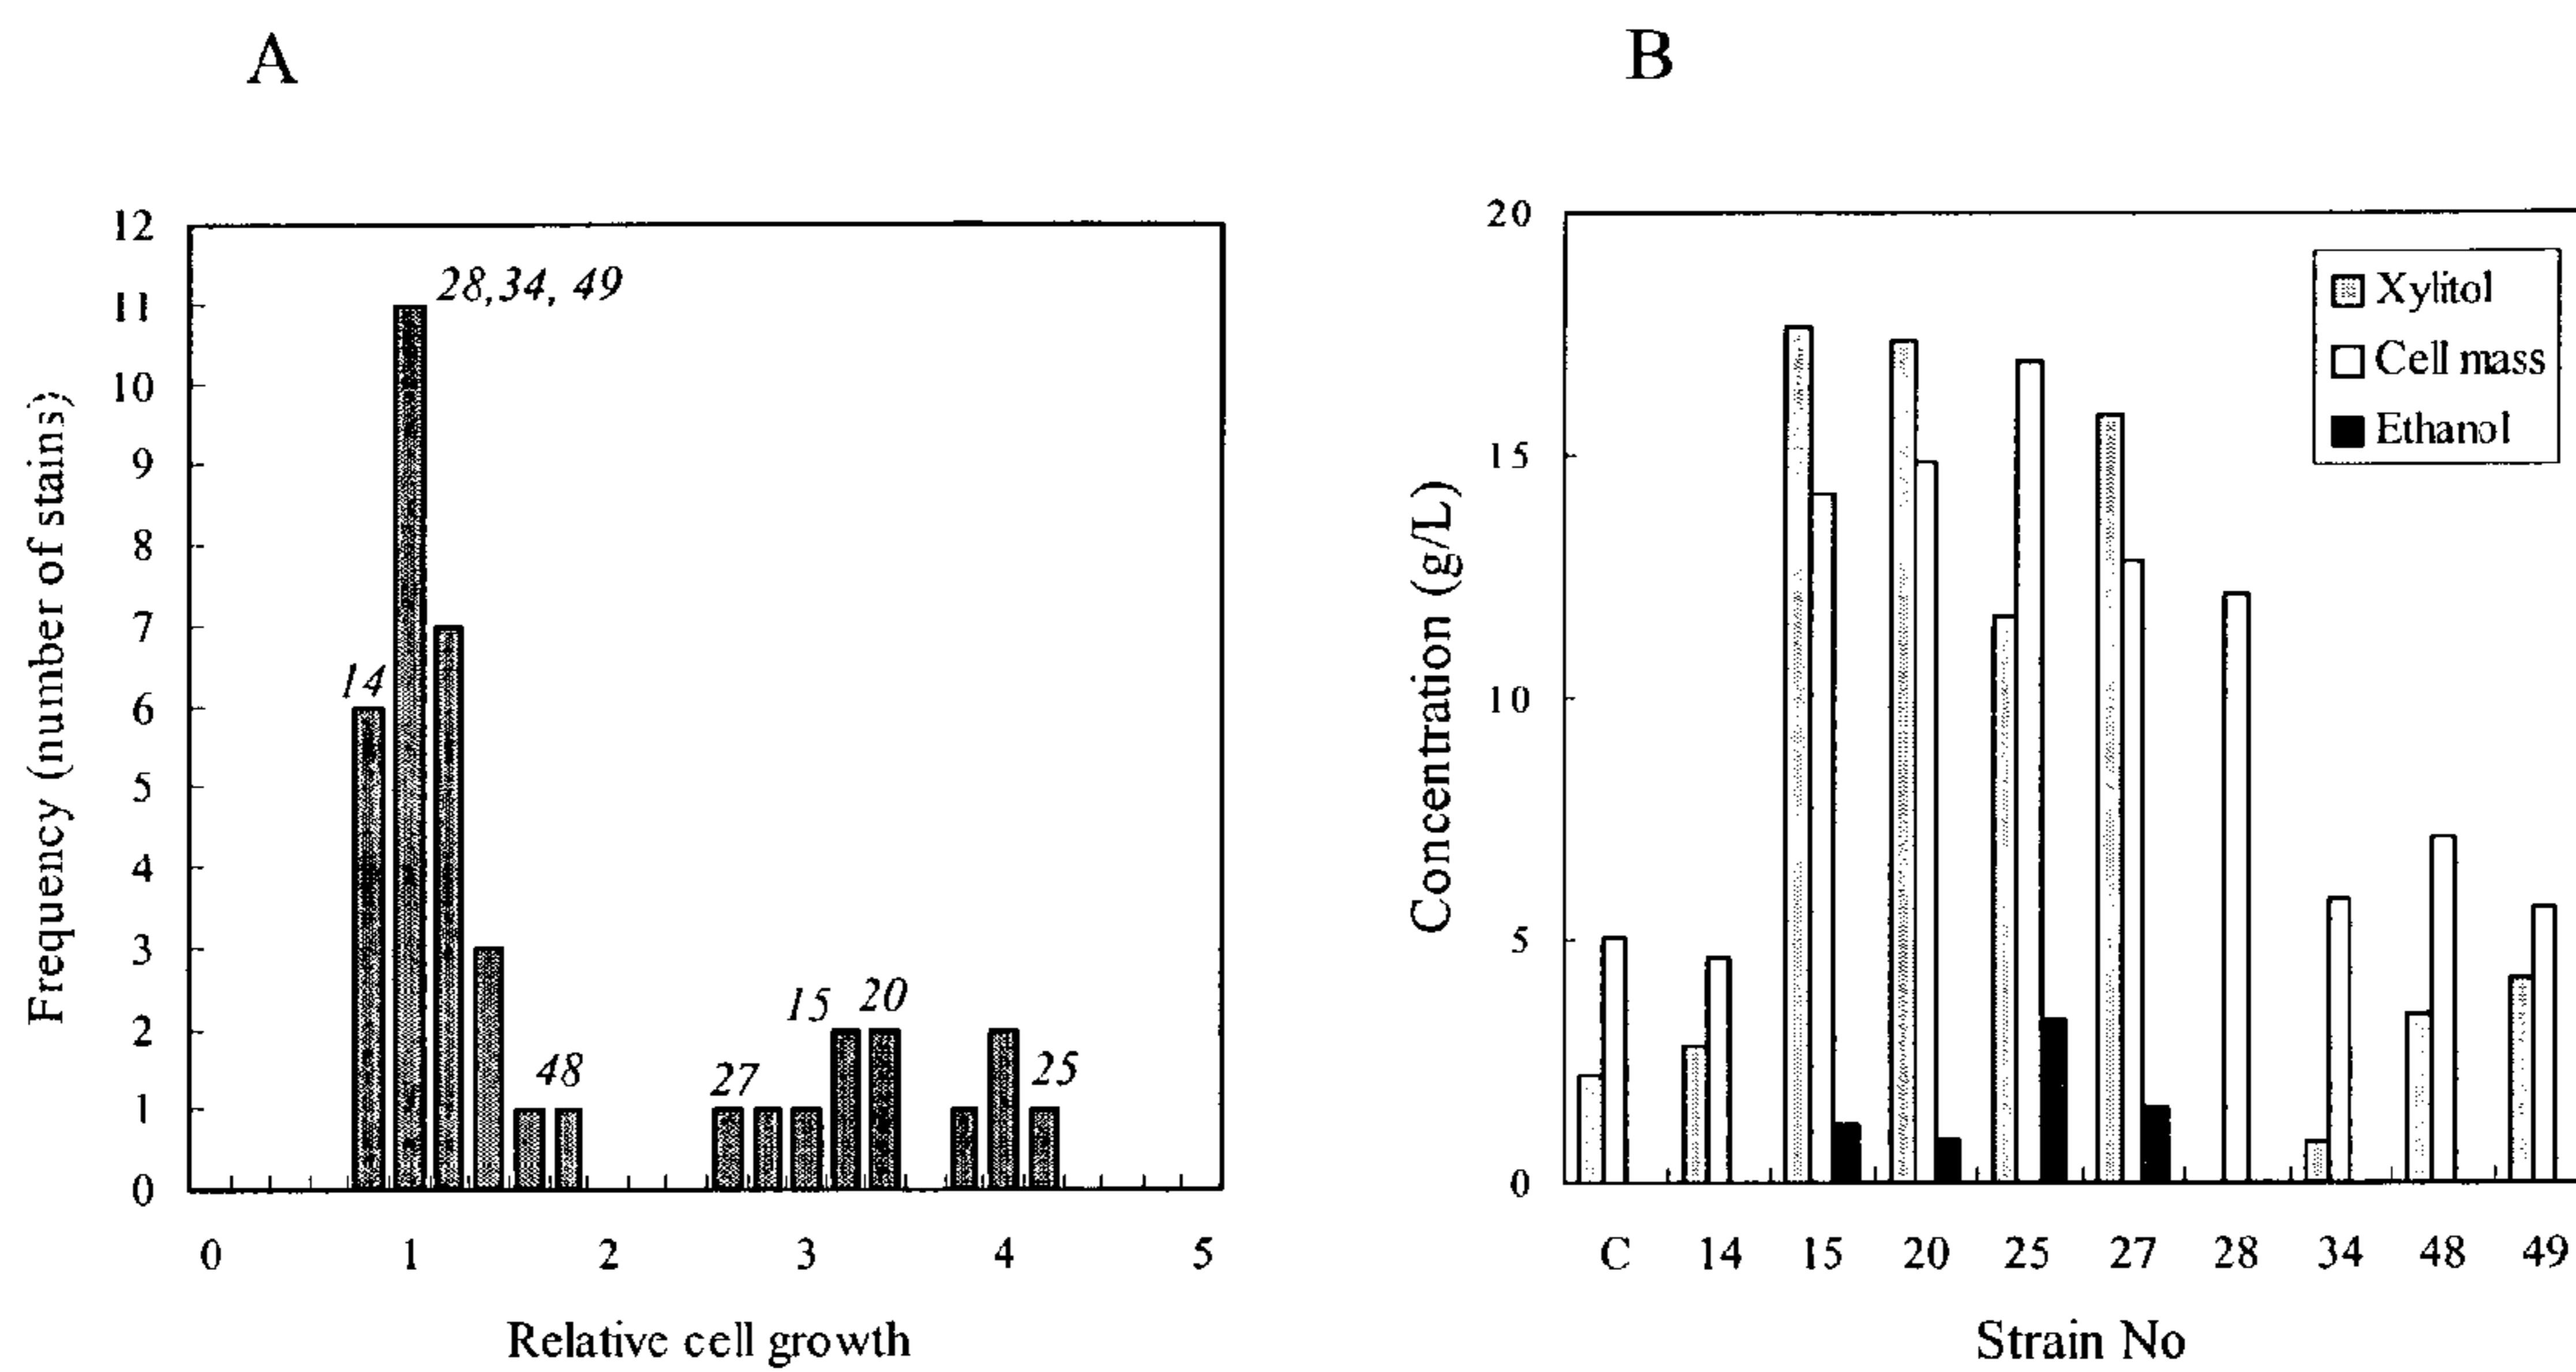 A
B
12
11
10
9
8
7
6
5
4
3
2
1
0
Frequency (number of stains)
14
28,34, 49
48
27
15
20
25
0 1 2 3 4 5
Relative cell growth
20
15
10
5
0
Concentration (g/L)
Xylitol
Cell mass
Ethanol
C 14 15 20 25 27 28 34 48 49
Strain No